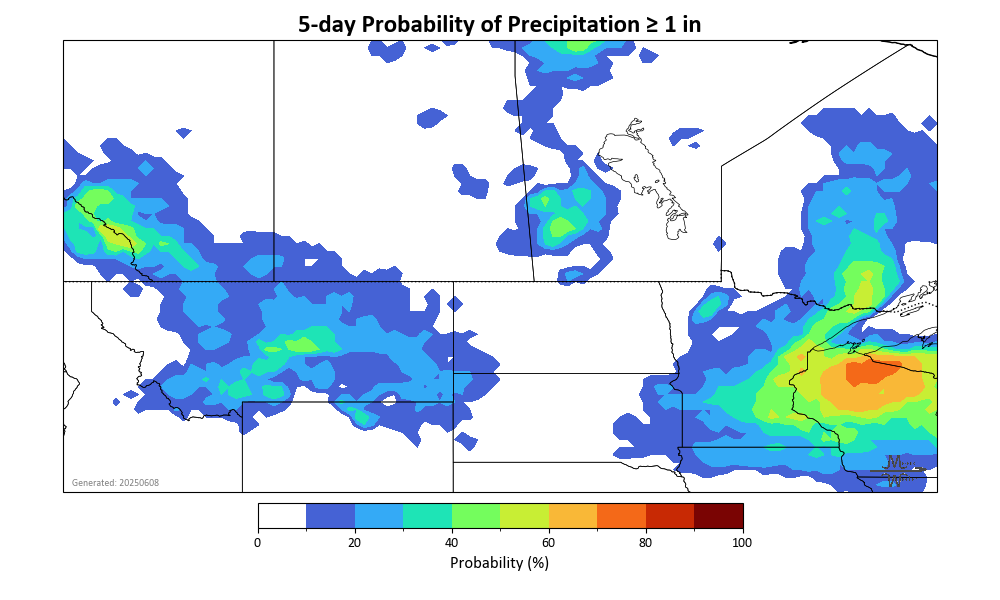 5-day Probability of Precipitation ≥ 1 in
Generated: 20250608
0 20 40 60 80 100
Probability (%)